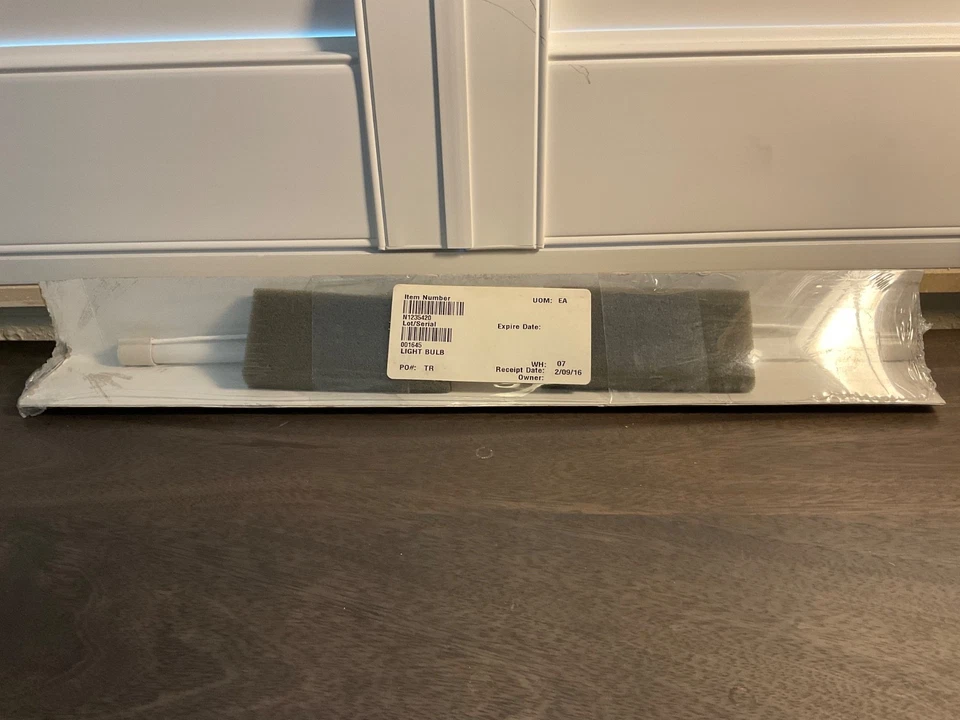 Item Number
UOM: EA
N1235420
Lot/Serial
Expire Date:
001645
LIGHT BULB
WH: 07
PO#: TR
Receipt Date: 2/09/16
Owner: